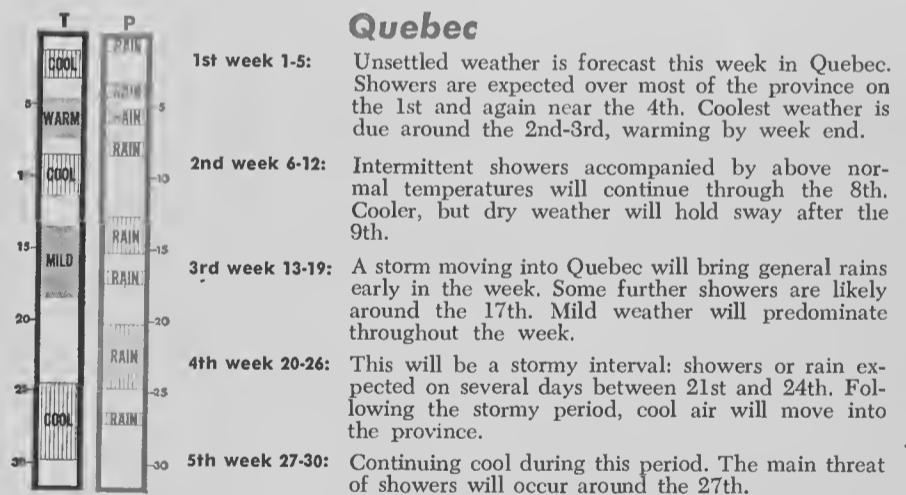 T P
Quebec
1st week 1-5: Unsettled weather is forecast this week in Quebec.
Showers are expected over most of the province on
the 1st and again near the 4th. Coolest weather is
due around the 2nd-3rd, warming by week end.
2nd week 6-12: Intermittent showers accompanied by above nor-
mal temperatures will continue through the 8th.
Cooler, but dry weather will hold sway after the
9th.
3rd week 13-19: A storm moving into Quebec will bring general rains
early in the week. Some further showers are likely
around the 17th. Mild weather will predominate
throughout the week.
4th week 20-26: This will be a stormy interval: showers or rain ex-
pected on several days between 21st and 24th. Fol-
lowing the stormy period, cool air will move into
the province.
5th week 27-30: Continuing cool during this period. The main threat
of showers will occur around the 27th.
COOL
WARM
COOL
15
MILD
20
COOL
RAIN
RAIN
5
RAIN
10
RAIN
15
RAIN
20
RAIN
25
RAIN
30